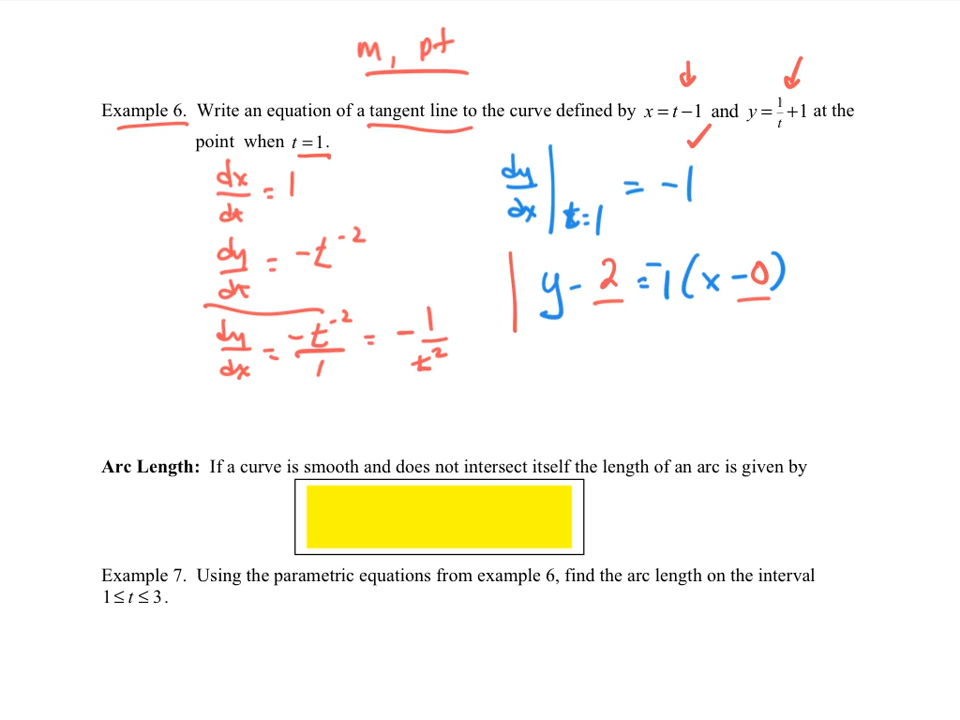 m, pt
Example 6. Write an equation of a tangent line to the curve defined by x = t − 1 and y = 1/t + 1 at the
point when t = 1.
dx/dt = 1
dy/dt = -t^-2
dy/dx = -t^-2/1 = -1/t^2
dy/dx | t=1 = -1
y - 2 = -1(x - 0)
Arc Length: If a curve is smooth and does not intersect itself the length of an arc is given by
Example 7. Using the parametric equations from example 6, find the arc length on the interval
1 ≤ t ≤ 3.